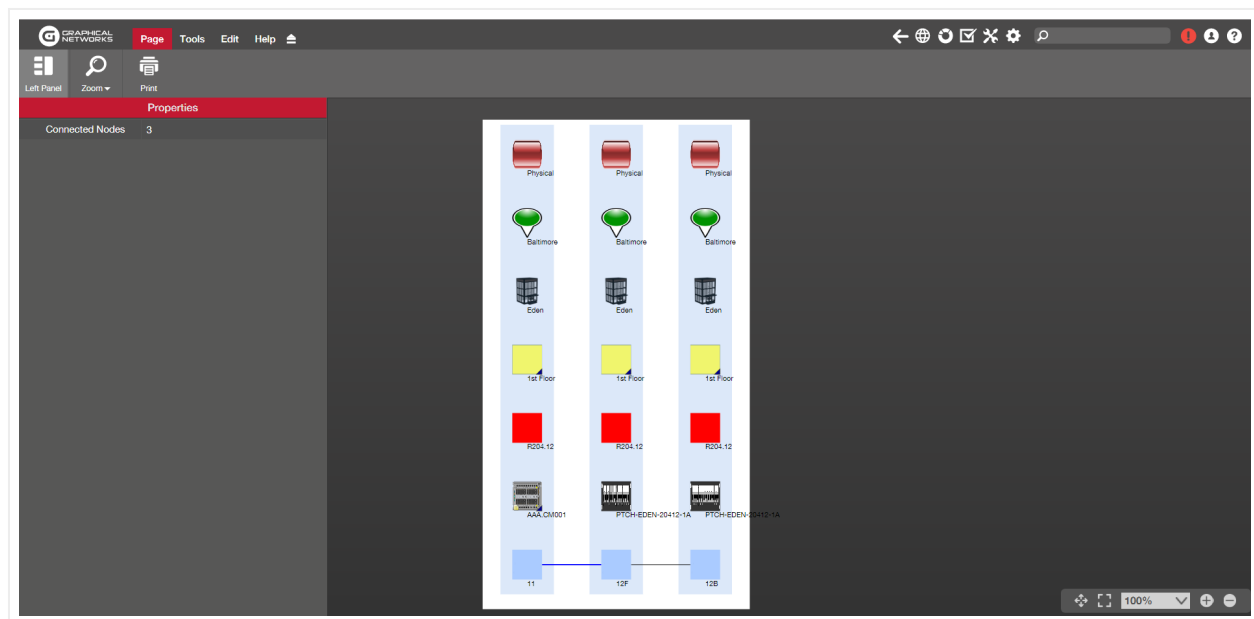 GRAPHICAL NETWORKS
Page Tools Edit Help
Left Panel Zoom Print
Properties
Connected Nodes 3
Physical Physical Physical
Baltimore Baltimore Baltimore
Eden Eden Eden
1st Floor 1st Floor 1st Floor
R204.12 R204.12 R204.12
AAA.CM001 PTCH-EDEN-20412-1A PTCH-EDEN-20412-1A
11 12F 12B
100%